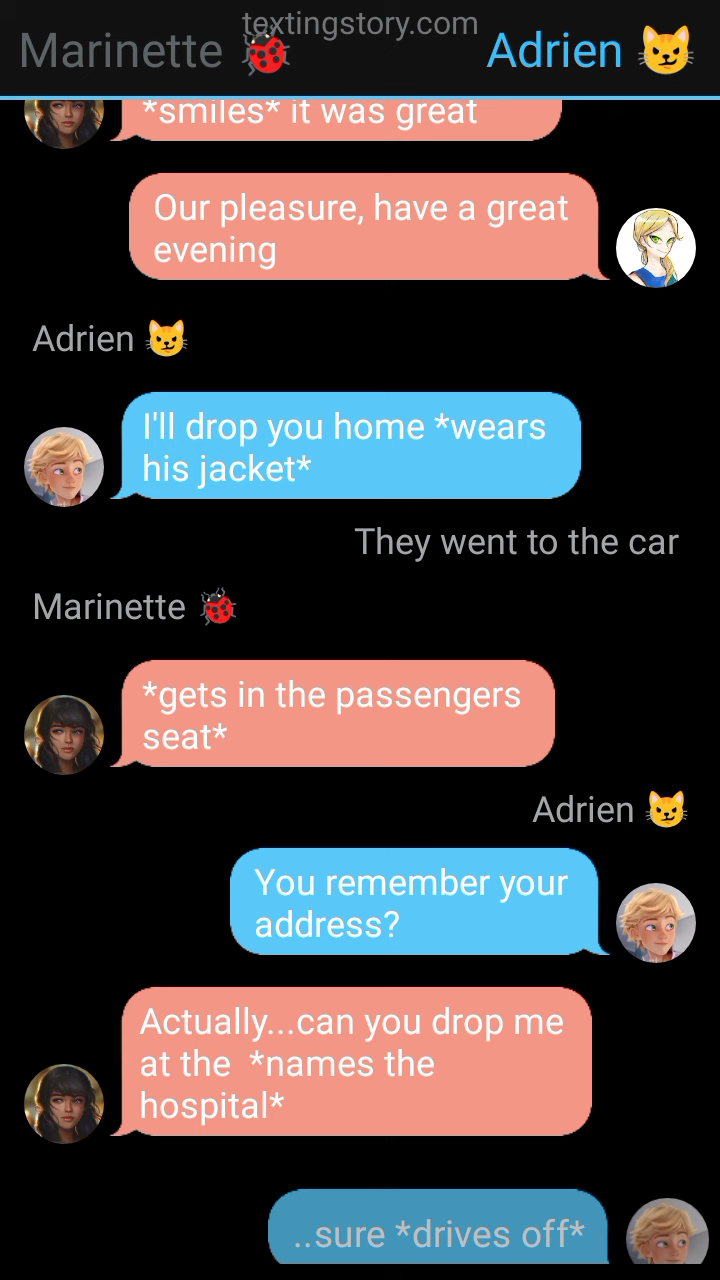 textingstory.com
Marinette 🐞 Adrien 😼
*smiles* it was great
Our pleasure, have a great
evening
Adrien 😼
I'll drop you home *wears
his jacket*
They went to the car
Marinette 🐞
*gets in the passengers
seat*
Adrien 😼
You remember your
address?
Actually...can you drop me
at the  *names the
hospital*
..sure *drives off*